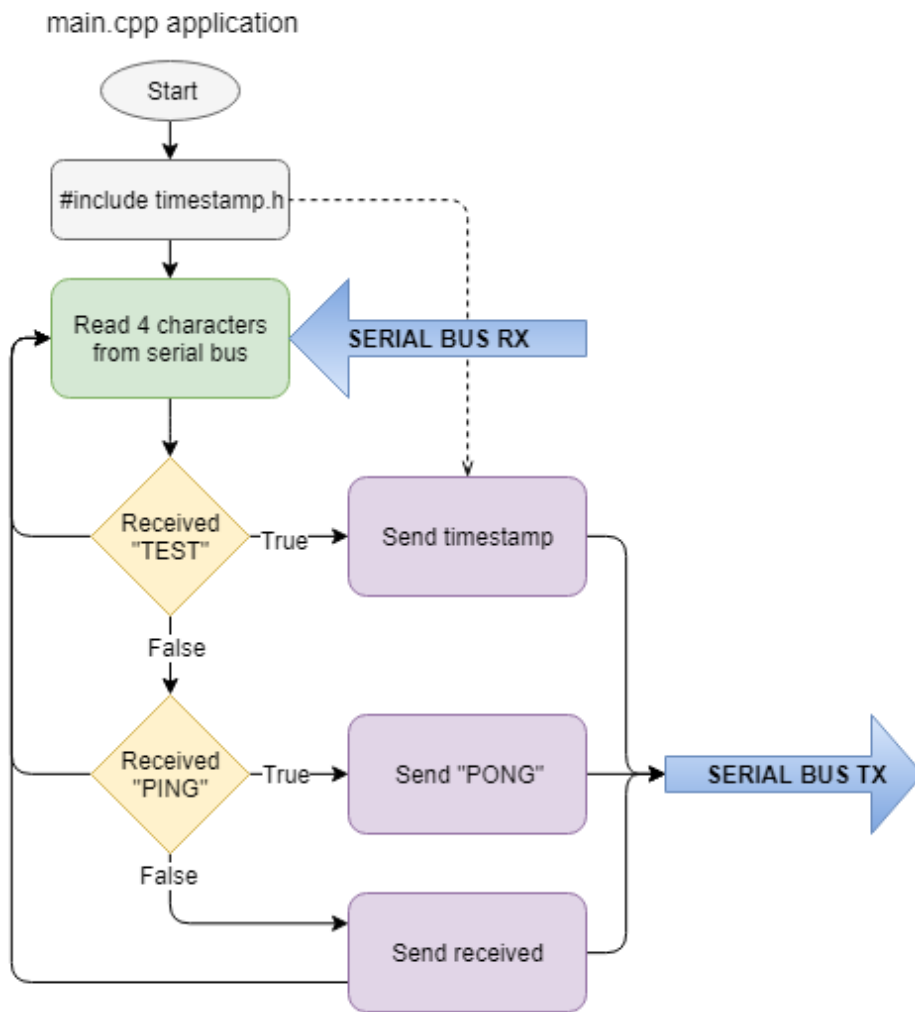 main.cpp application
Start
#include timestamp.h
Read 4 characters
from serial bus
SERIAL BUS RX
Received
"TEST"
True
Send timestamp
False
Received
"PING"
True
Send "PONG"
SERIAL BUS TX
False
Send received